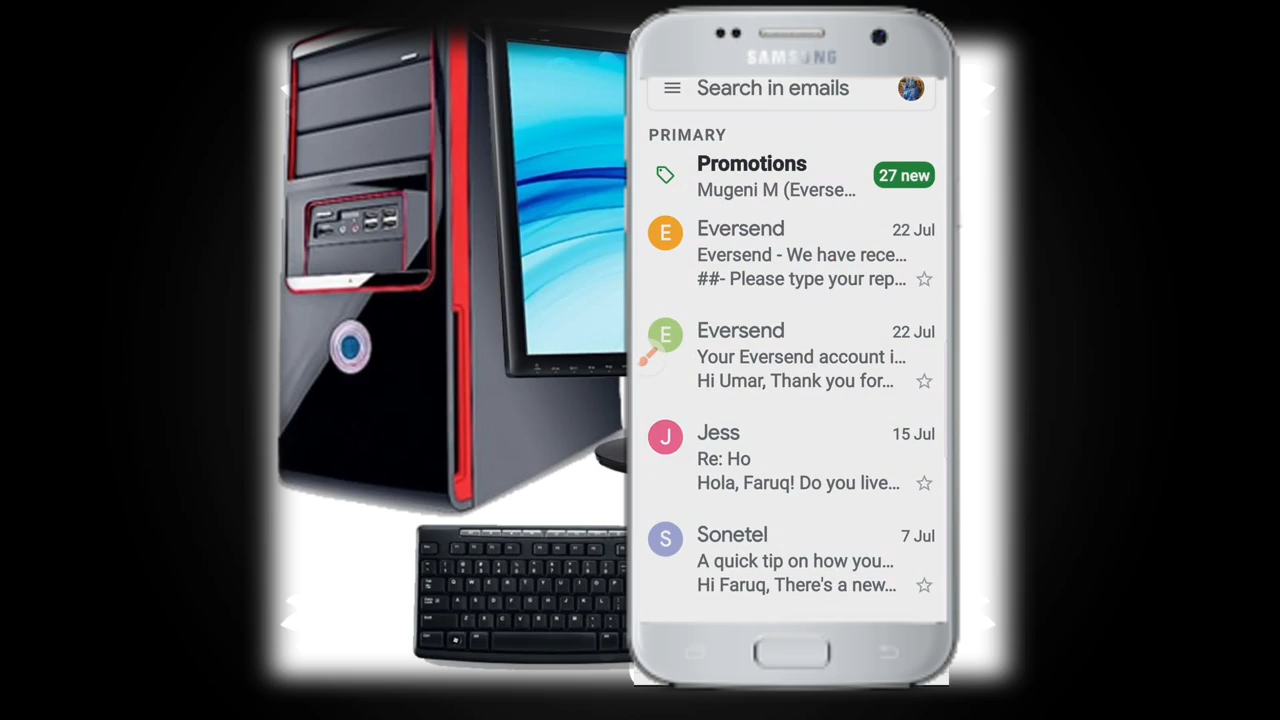 SAMSUNG
Search in emails
PRIMARY
Promotions
27 new
Mugeni M (Everse...
E
Eversend
22 Jul
Eversend - We have rece...
##- Please type your rep...
E
Eversend
22 Jul
Your Eversend account i...
Hi Umar, Thank you for...
J
Jess
15 Jul
Re: Ho
Hola, Faruq! Do you live...
S
Sonetel
7 Jul
A quick tip on how you...
Hi Faruq, There's a new...